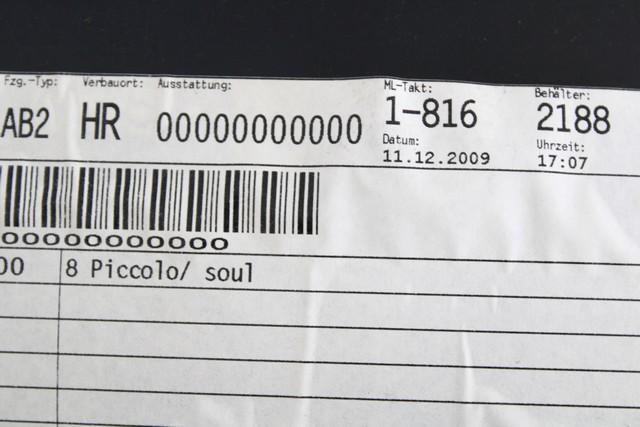 Fzg.-Typ: Verbauort: Ausstattung: ML-Takt: Behälter:
AB2 HR 00000000000 1-816 2188
Datum: Uhrzeit:
11.12.2009 17:07
00000000000
00 8 Piccolo/ soul